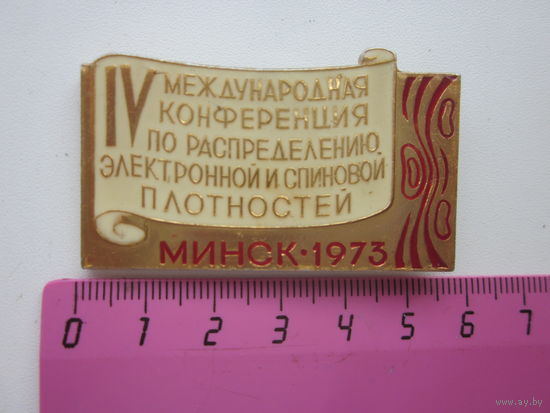 IV МЕЖДУНАРОДНАЯ
КОНФЕРЕНЦИЯ
ПО РАСПРЕДЕЛЕНИЮ
ЭЛЕКТРОННОЙ И СПИНОВОЙ
ПЛОТНОСТЕЙ
МИНСК · 1973
0 1 2 3 4 5 6 7
www.ay.by